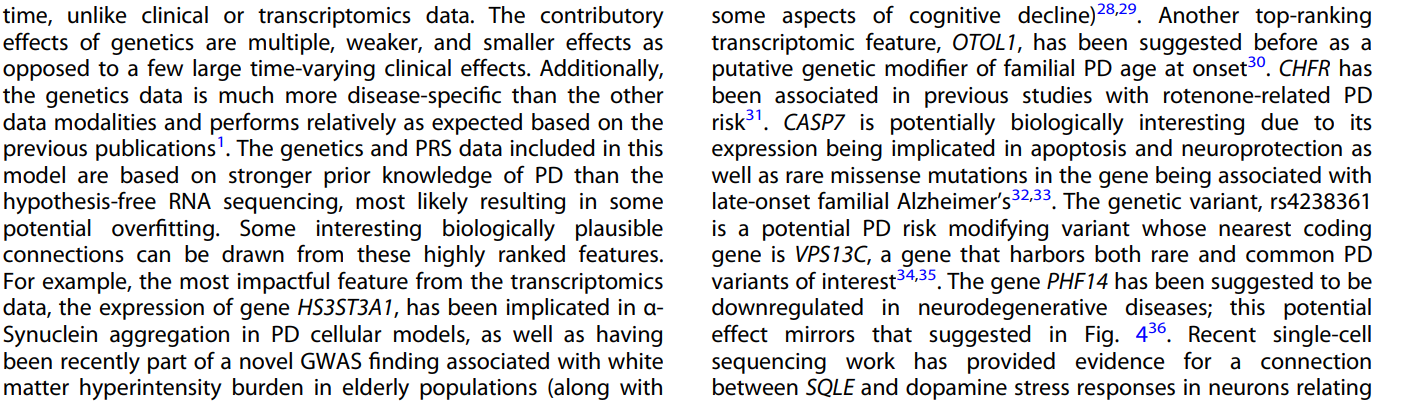 time, unlike clinical or transcriptomics data. The contributory
effects of genetics are multiple, weaker, and smaller effects as
opposed to a few large time-varying clinical effects. Additionally,
the genetics data is much more disease-specific than the other
data modalities and performs relatively as expected based on the
previous publications1. The genetics and PRS data included in this
model are based on stronger prior knowledge of PD than the
hypothesis-free RNA sequencing, most likely resulting in some
potential overfitting. Some interesting biologically plausible
connections can be drawn from these highly ranked features.
For example, the most impactful feature from the transcriptomics
data, the expression of gene HS3ST3A1, has been implicated in α-
Synuclein aggregation in PD cellular models, as well as having
been recently part of a novel GWAS finding associated with white
matter hyperintensity burden in elderly populations (along with
some aspects of cognitive decline)28,29. Another top-ranking
transcriptomic feature, OTOL1, has been suggested before as a
putative genetic modifier of familial PD age at onset30. CHFR has
been associated in previous studies with rotenone-related PD
risk31. CASP7 is potentially biologically interesting due to its
expression being implicated in apoptosis and neuroprotection as
well as rare missense mutations in the gene being associated with
late-onset familial Alzheimer's32,33. The genetic variant, rs4238361
is a potential PD risk modifying variant whose nearest coding
gene is VPS13C, a gene that harbors both rare and common PD
variants of interest34,35. The gene PHF14 has been suggested to be
downregulated in neurodegenerative diseases; this potential
effect mirrors that suggested in Fig. 436. Recent single-cell
sequencing work has provided evidence for a connection
between SQLE and dopamine stress responses in neurons relating